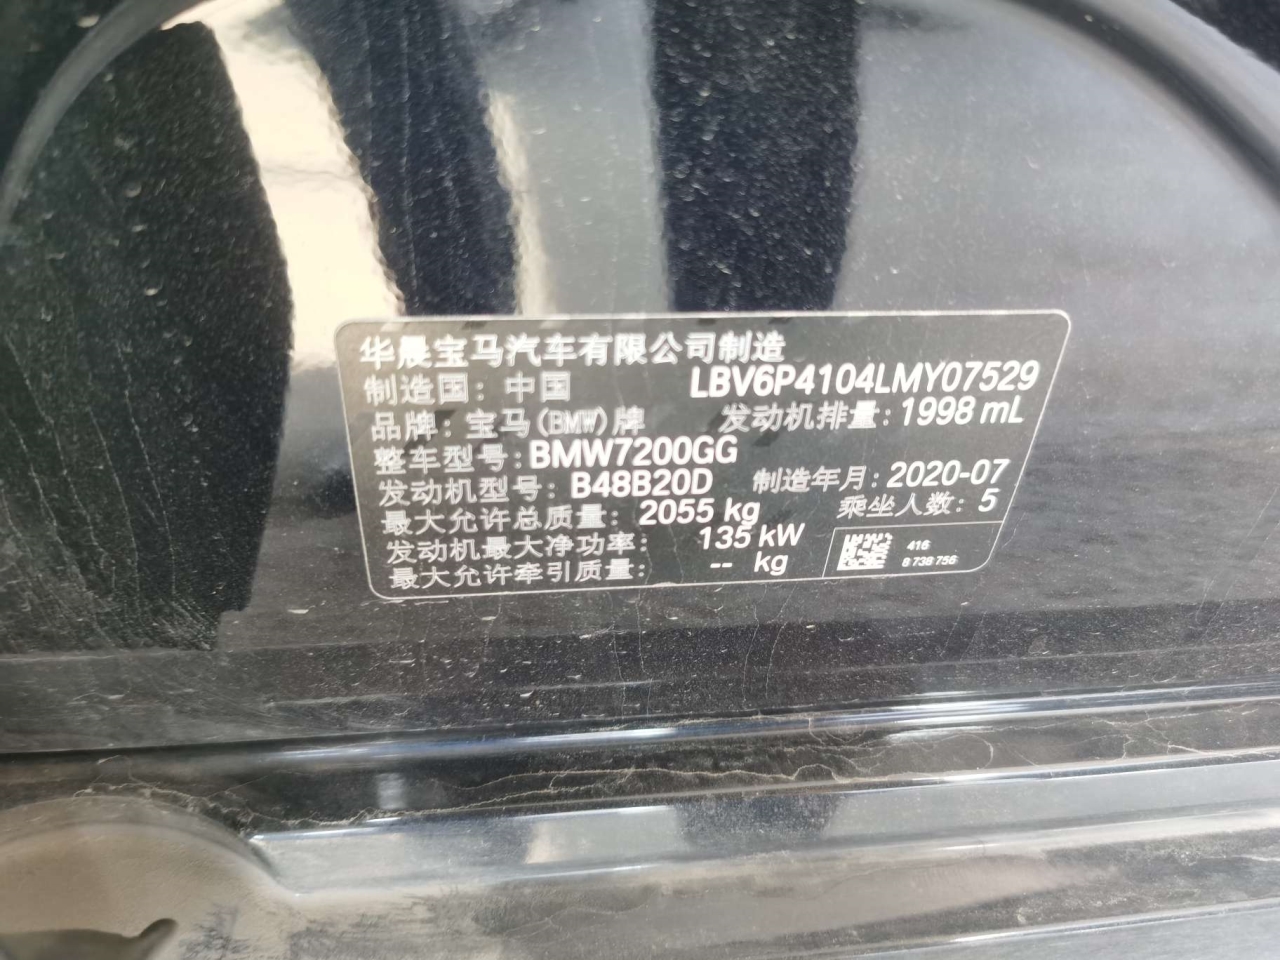 华晨宝马汽车有限公司制造
制造国: 中国 LBV6P4104LMY07529
品牌: 宝马(BMW)牌 发动机排量: 1998 mL
整车型号: BMW7200GG
发动机型号: B48B20D 制造年月: 2020-07
最大允许总质量: 2055 kg 乘坐人数: 5
发动机最大净功率: 135 kW
最大允许牵引质量: -- kg
416
8 738 756